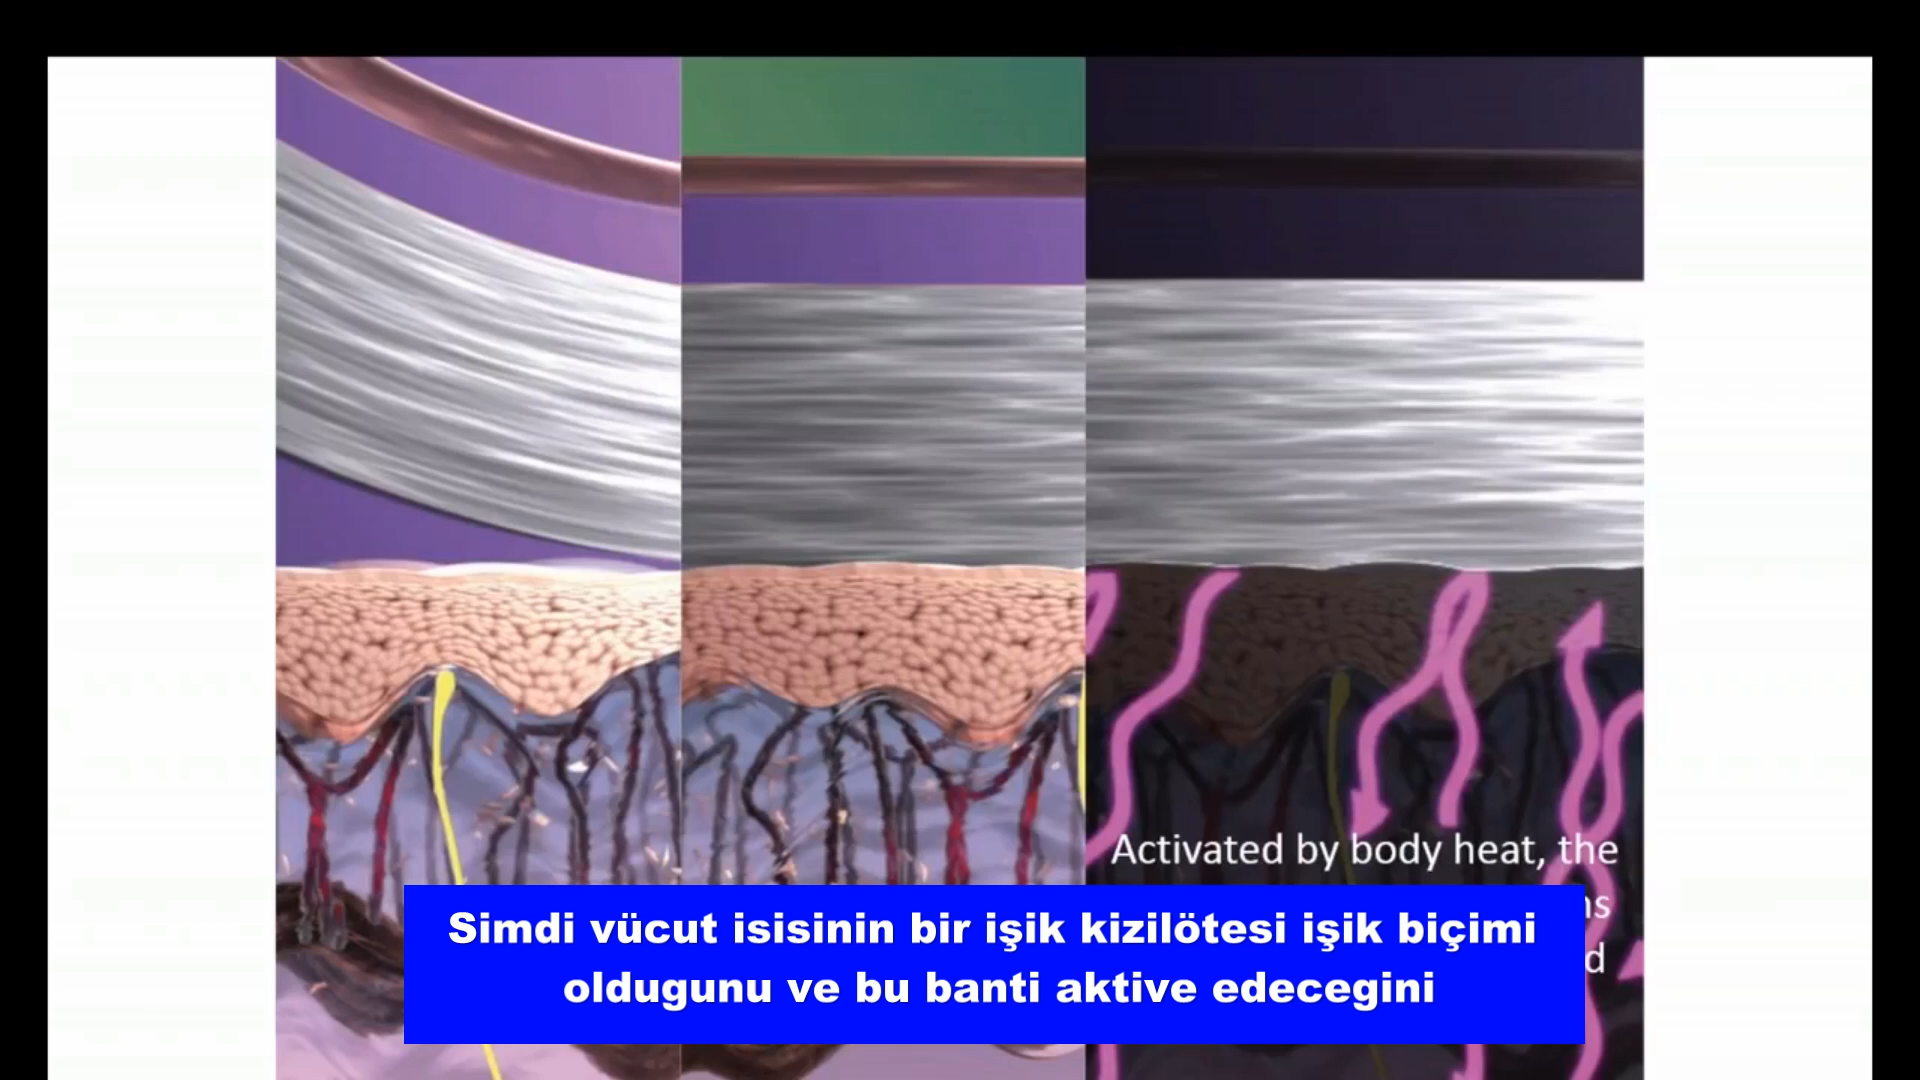 Activated by body heat, the
ns
d
Simdi vücut isisinin bir işik kizilötesi işik biçimi
oldugunu ve bu banti aktive edecegini